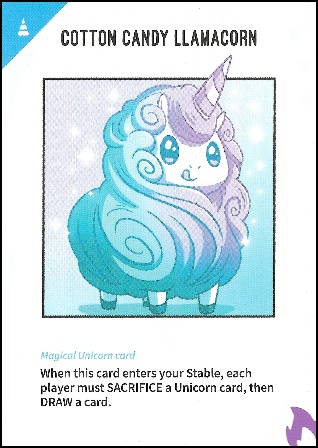 COTTON CANDY LLAMACORN
Magical Unicorn card
When this card enters your Stable, each
player must SACRIFICE a Unicorn card, then
DRAW a card.